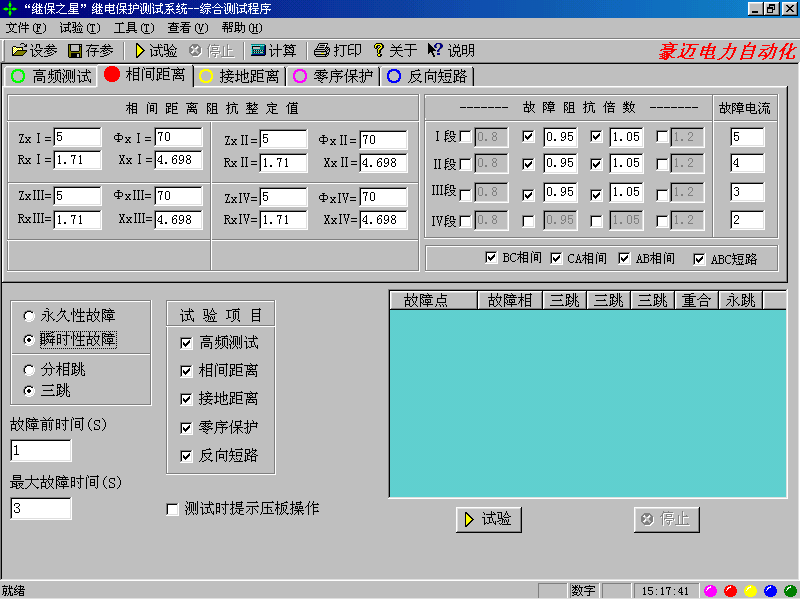 “继保之星”继电保护测试系统--综合测试程序
文件(F) 试验(T) 工具(T) 查看(V) 帮助(H)
设参 存参 试验 停止 计算 打印 关于 说明
豪迈电力自动化
高频测试 相间距离 接地距离 零序保护 反向短路
相 间 距 离 阻 抗 整 定 值
------- 故 障 阻 抗 倍 数 -------
故障电流
ZxⅠ= 5 ΦxⅠ= 70 ZxⅡ= 5 ΦxⅡ= 70
RxⅠ= 1.71 XxⅠ= 4.698 RxⅡ= 1.71 XxⅡ= 4.698
ZxⅢ= 5 ΦxⅢ= 70 ZxⅣ= 5 ΦxⅣ= 70
RxⅢ= 1.71 XxⅢ= 4.698 RxⅣ= 1.71 XxⅣ= 4.698
Ⅰ段 0.8 0.95 1.05 1.2 5
Ⅱ段 0.8 0.95 1.05 1.2 4
Ⅲ段 0.8 0.95 1.05 1.2 3
Ⅳ段 0.8 0.95 1.05 1.2 2
BC相间 CA相间 AB相间 ABC短路
永久性故障
瞬时性故障
分相跳
三跳
故障前时间(S)
1
最大故障时间(S)
3
试 验 项 目
高频测试
相间距离
接地距离
零序保护
反向短路
测试时提示压板操作
故障点 故障相 三跳 三跳 三跳 重合 永跳
试验 停止
就绪 数字 15:17:41